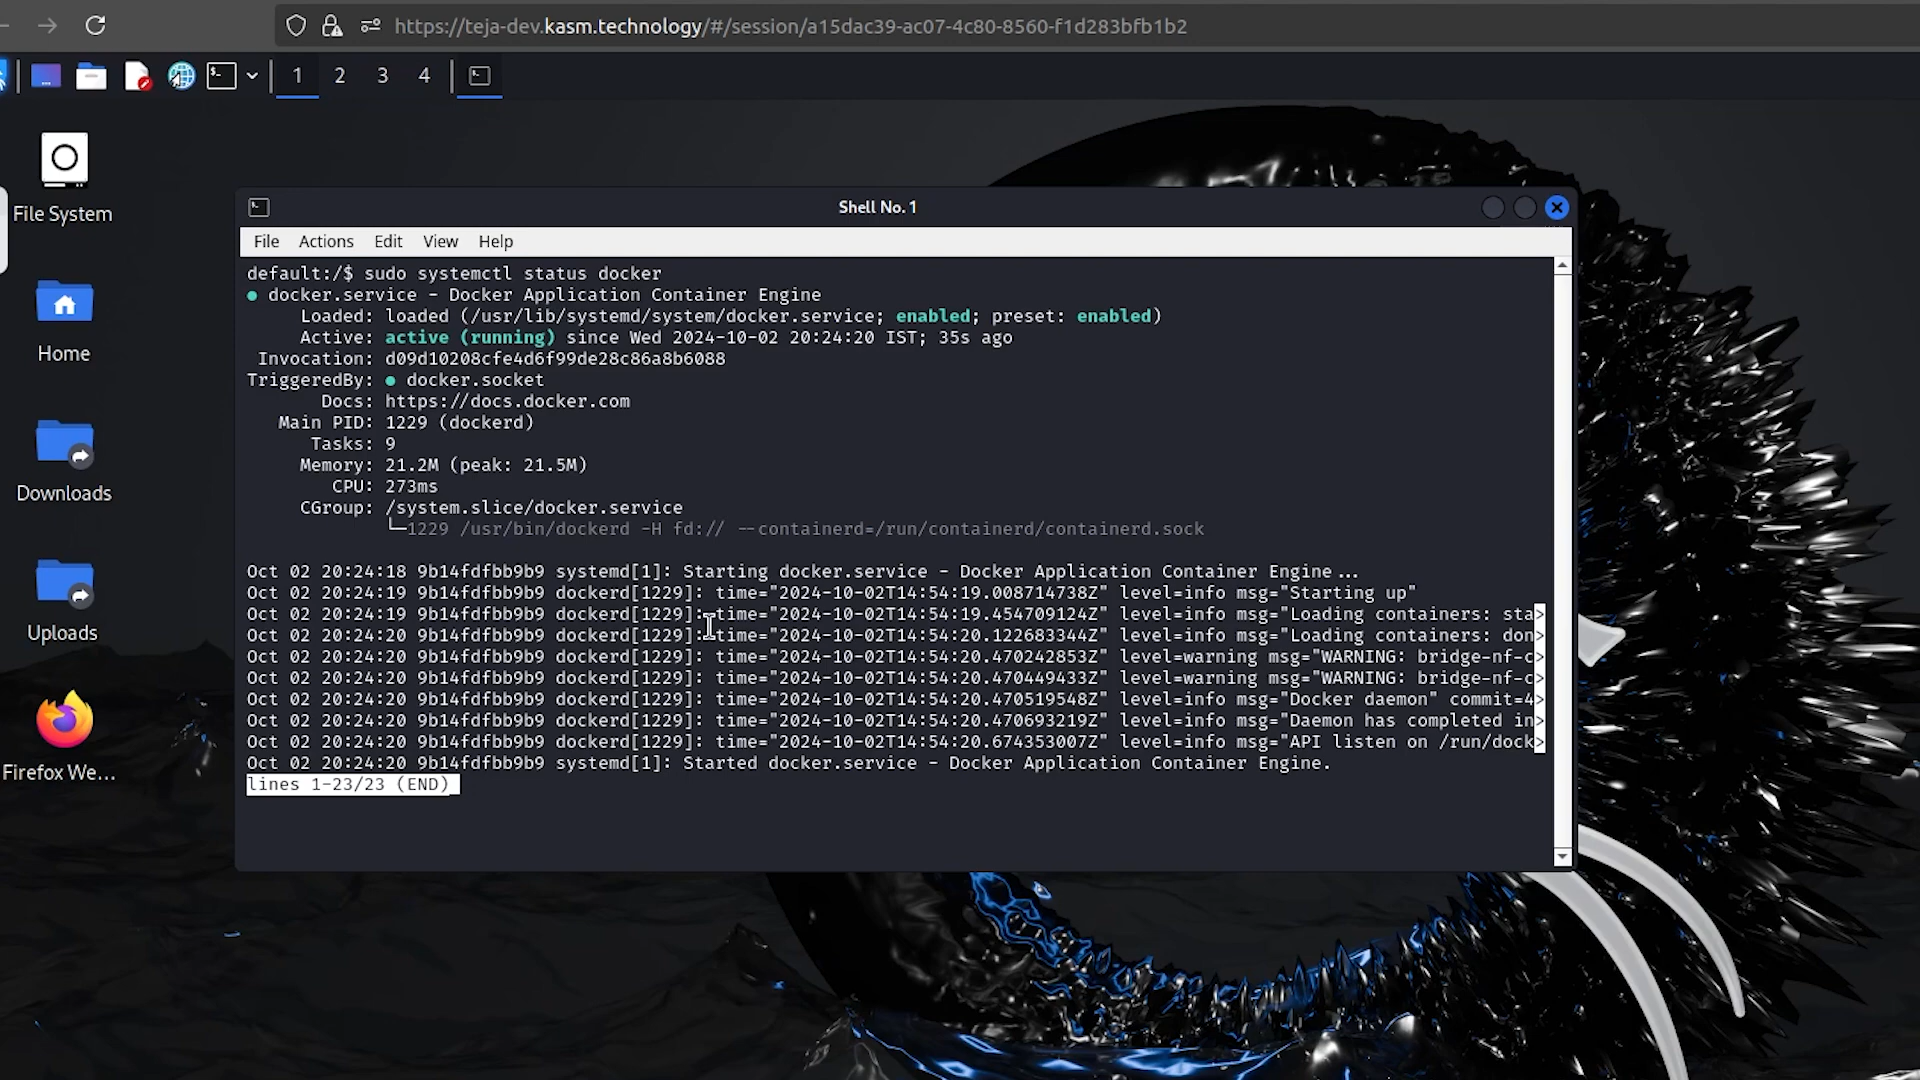 https://teja-dev.kasm.technology/#/session/a15dac39-ac07-4c80-8560-f1d283bfb1b2
1 2 3 4
File System
Home
Downloads
Uploads
Firefox We...
Shell No. 1
File Actions Edit View Help
default:/$ sudo systemctl status docker
● docker.service - Docker Application Container Engine
Loaded: loaded (/usr/lib/systemd/system/docker.service; enabled; preset: enabled)
Active: active (running) since Wed 2024-10-02 20:24:20 IST; 35s ago
Invocation: d09d10208cfe4d6f99de28c86a8b6088
TriggeredBy: ● docker.socket
Docs: https://docs.docker.com
Main PID: 1229 (dockerd)
Tasks: 9
Memory: 21.2M (peak: 21.5M)
CPU: 273ms
CGroup: /system.slice/docker.service
└─1229 /usr/bin/dockerd -H fd:// --containerd=/run/containerd/containerd.sock
Oct 02 20:24:18 9b14fdfbb9b9 systemd[1]: Starting docker.service - Docker Application Container Engine...
Oct 02 20:24:19 9b14fdfbb9b9 dockerd[1229]: time="2024-10-02T14:54:19.008714738Z" level=info msg="Starting up"
Oct 02 20:24:19 9b14fdfbb9b9 dockerd[1229]: time="2024-10-02T14:54:19.454709124Z" level=info msg="Loading containers: sta>
Oct 02 20:24:20 9b14fdfbb9b9 dockerd[1229]: time="2024-10-02T14:54:20.122683344Z" level=info msg="Loading containers: don>
Oct 02 20:24:20 9b14fdfbb9b9 dockerd[1229]: time="2024-10-02T14:54:20.470242853Z" level=warning msg="WARNING: bridge-nf-c>
Oct 02 20:24:20 9b14fdfbb9b9 dockerd[1229]: time="2024-10-02T14:54:20.470449433Z" level=warning msg="WARNING: bridge-nf-c>
Oct 02 20:24:20 9b14fdfbb9b9 dockerd[1229]: time="2024-10-02T14:54:20.470519548Z" level=info msg="Docker daemon" commit=4>
Oct 02 20:24:20 9b14fdfbb9b9 dockerd[1229]: time="2024-10-02T14:54:20.470693219Z" level=info msg="Daemon has completed in>
Oct 02 20:24:20 9b14fdfbb9b9 dockerd[1229]: time="2024-10-02T14:54:20.674353007Z" level=info msg="API listen on /run/dock>
Oct 02 20:24:20 9b14fdfbb9b9 systemd[1]: Started docker.service - Docker Application Container Engine.
lines 1-23/23 (END)